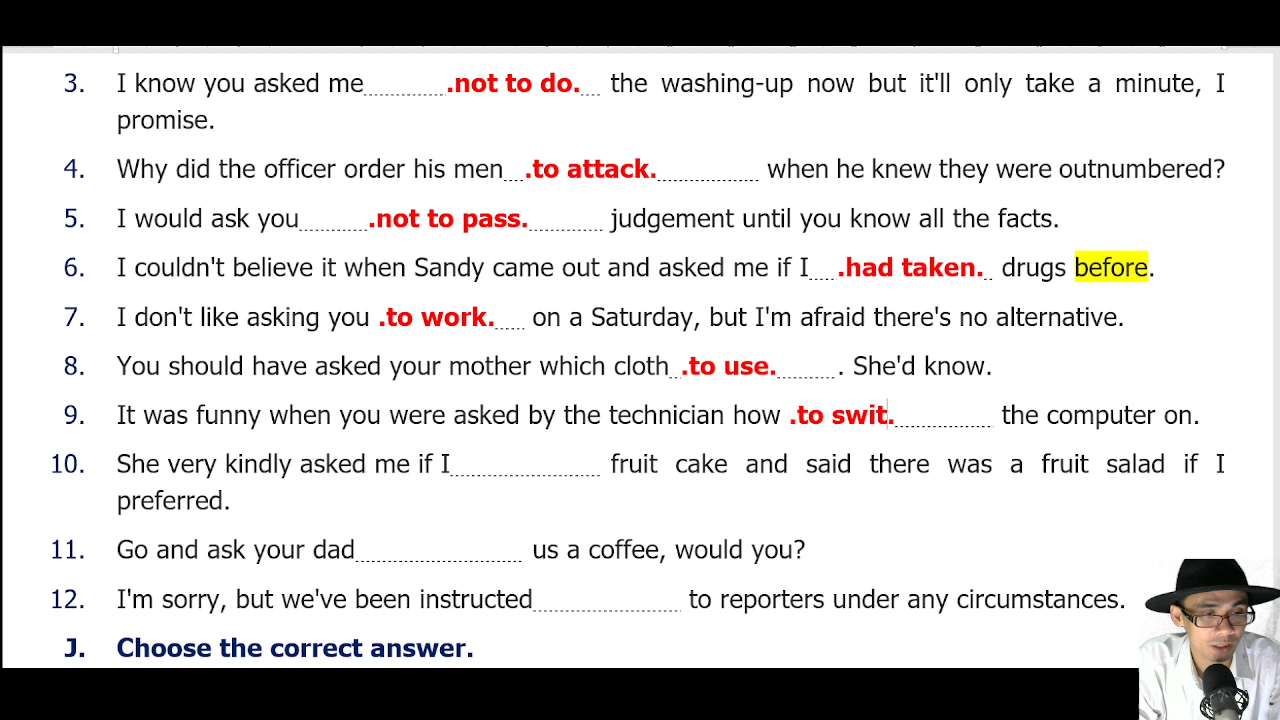 3. I know you asked me.........not to do... the washing-up now but it'll only take a minute, I
promise.
4. Why did the officer order his men...to attack............. when he knew they were outnumbered?
5. I would ask you........not to pass......... judgement until you know all the facts.
6. I couldn't believe it when Sandy came out and asked me if I....had taken.. drugs before.
7. I don't like asking you .to work..... on a Saturday, but I'm afraid there's no alternative.
8. You should have asked your mother which cloth..to use........ She'd know.
9. It was funny when you were asked by the technician how .to swit............. the computer on.
10. She very kindly asked me if I.................. fruit cake and said there was a fruit salad if I
preferred.
11. Go and ask your dad.................... us a coffee, would you?
12. I'm sorry, but we've been instructed.................. to reporters under any circumstances.
J. Choose the correct answer.